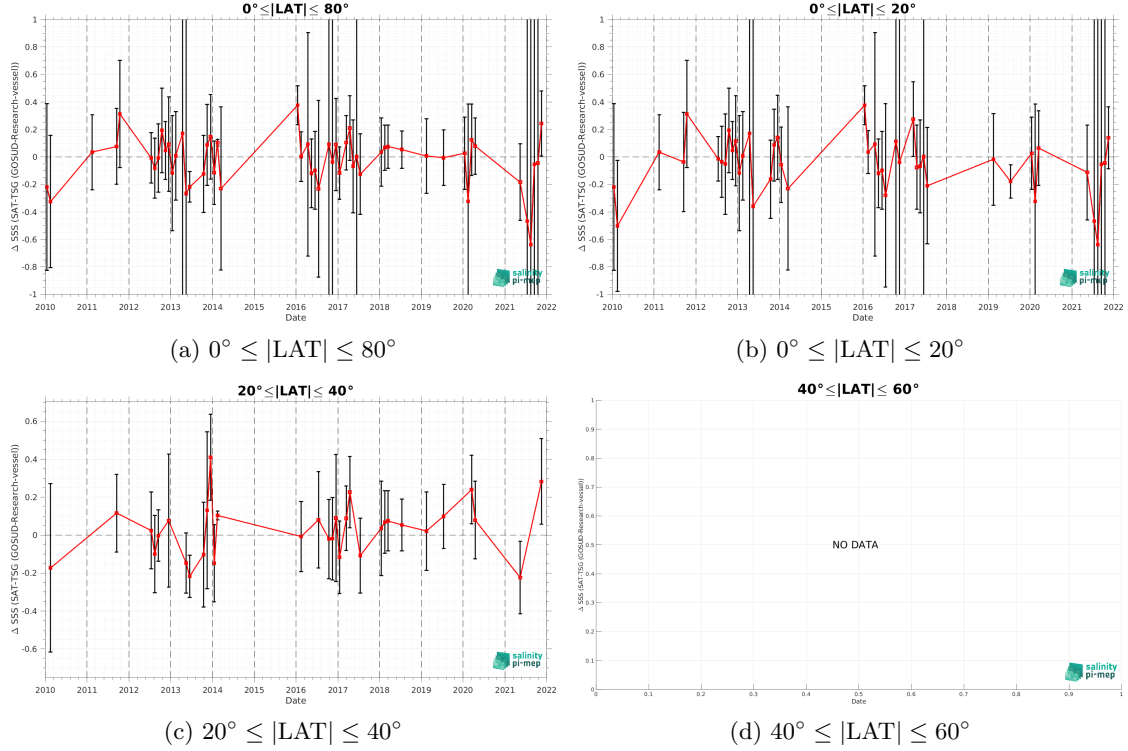 0°≤|LAT|≤ 80°
Δ SSS (SAT-TSG (GOSUD-Research-vessel))
1
0.8
0.6
0.4
0.2
0
-0.2
-0.4
-0.6
-0.8
-1
2010 2011 2012 2013 2014 2015 2016 2017 2018 2019 2020 2021 2022
Date
salinity
pi-mep
(a) 0° ≤ |LAT| ≤ 80°
0°≤|LAT|≤ 20°
Δ SSS (SAT-TSG (GOSUD-Research-vessel))
1
0.8
0.6
0.4
0.2
0
-0.2
-0.4
-0.6
-0.8
-1
2010 2011 2012 2013 2014 2015 2016 2017 2018 2019 2020 2021 2022
Date
salinity
pi-mep
(b) 0° ≤ |LAT| ≤ 20°
20°≤|LAT|≤ 40°
Δ SSS (SAT-TSG (GOSUD-Research-vessel))
0.6
0.4
0.2
0
-0.2
-0.4
-0.6
2010 2011 2012 2013 2014 2015 2016 2017 2018 2019 2020 2021 2022
Date
salinity
pi-mep
(c) 20° ≤ |LAT| ≤ 40°
40°≤|LAT|≤ 60°
Δ SSS (SAT-TSG (GOSUD-Research-vessel))
1
0.9
0.8
0.7
0.6
0.5
0.4
0.3
0.2
0.1
0
NO DATA
0 0.1 0.2 0.3 0.4 0.5 0.6 0.7 0.8 0.9 1
Date
salinity
pi-mep
(d) 40° ≤ |LAT| ≤ 60°